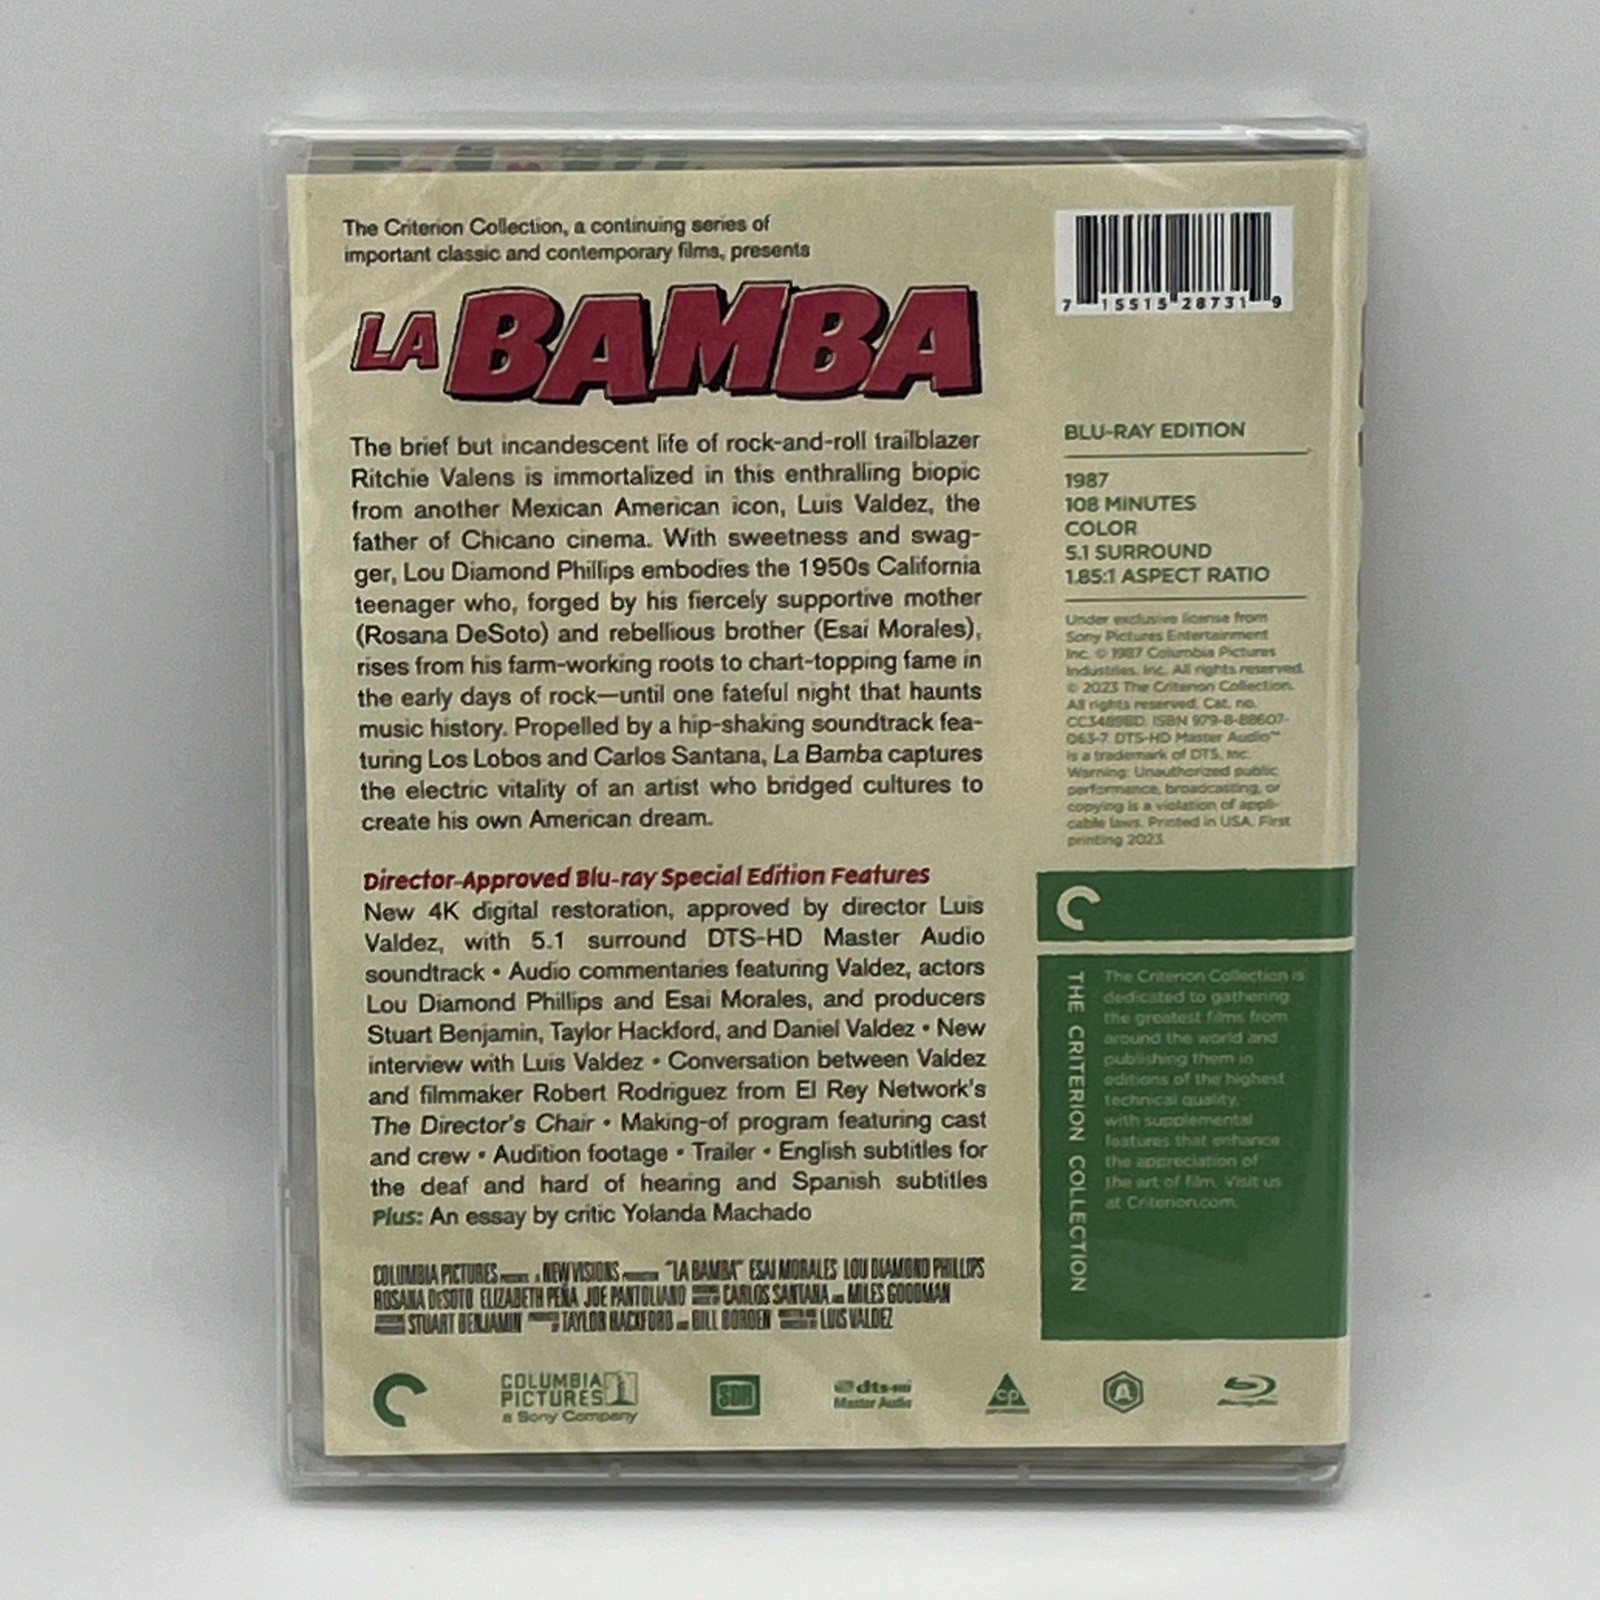 The Criterion Collection, a continuing series of
important classic and contemporary films, presents
LA BAMBA
The brief but incandescent life of rock-and-roll trailblazer
Ritchie Valens is immortalized in this enthralling biopic
from another Mexican American icon, Luis Valdez, the
father of Chicano cinema. With sweetness and swag-
ger, Lou Diamond Phillips embodies the 1950s California
teenager who, forged by his fiercely supportive mother
(Rosana DeSoto) and rebellious brother (Esai Morales),
rises from his farm-working roots to chart-topping fame in
the early days of rock—until one fateful night that haunts
music history. Propelled by a hip-shaking soundtrack fea-
turing Los Lobos and Carlos Santana, La Bamba captures
the electric vitality of an artist who bridged cultures to
create his own American dream.
Director-Approved Blu-ray Special Edition Features
New 4K digital restoration, approved by director Luis
Valdez, with 5.1 surround DTS-HD Master Audio
soundtrack • Audio commentaries featuring Valdez, actors
Lou Diamond Phillips and Esai Morales, and producers
Stuart Benjamin, Taylor Hackford, and Daniel Valdez • New
interview with Luis Valdez • Conversation between Valdez
and filmmaker Robert Rodriguez from El Rey Network's
The Director's Chair • Making-of program featuring cast
and crew • Audition footage • Trailer • English subtitles for
the deaf and hard of hearing and Spanish subtitles
Plus: An essay by critic Yolanda Machado
COLUMBIA PICTURES A NEW VISIONS "LA BAMBA" ESAI MORALES LOU DIAMOND PHILLIPS
ROSANA DeSOTO ELIZABETH PEÑA JOE PANTOLIANO CARLOS SANTANA MILES GOODMAN
STUART BENJAMIN TAYLOR HACKFORD BILL BORDEN LUIS VALDEZ
COLUMBIA
PICTURES
a Sony Company
SDH
dts-HD
Master Audio
CP
A
Blu-ray Disc
7 15515 28731 9
BLU-RAY EDITION
1987
108 MINUTES
COLOR
5.1 SURROUND
1.85:1 ASPECT RATIO
Under exclusive license from
Sony Pictures Entertainment
Inc. © 1987 Columbia Pictures
Industries, Inc. All rights reserved.
© 2023 The Criterion Collection.
All rights reserved. Cat. no.
CC3489BD. ISBN 979-8-88607-
063-7. DTS-HD Master Audio™
is a trademark of DTS, Inc.
Warning: Unauthorized public
performance, broadcasting, or
copying is a violation of appli-
cable laws. Printed in USA. First
printing 2023.
THE CRITERION COLLECTION
The Criterion Collection is
dedicated to gathering
the greatest films from
around the world and
publishing them in
editions of the highest
technical quality,
with supplemental
features that enhance
the appreciation of
the art of film. Visit us
at Criterion.com.